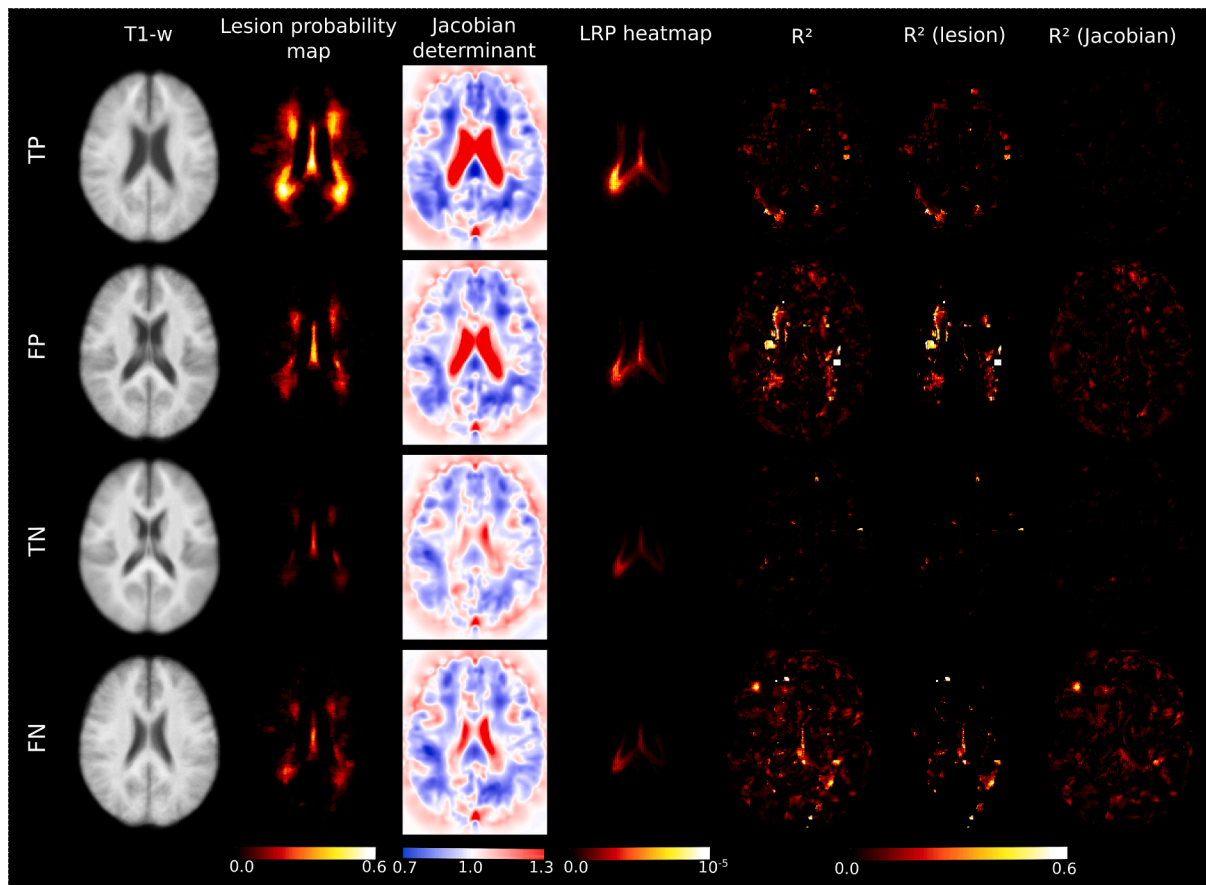 T1-w
Lesion probability
map
Jacobian
determinant
LRP heatmap
R²
R² (lesion)
R² (Jacobian)
TP
FP
TN
FN
0.0 0.6
0.7 1.0 1.3
0.0 10⁻⁵
0.0 0.6